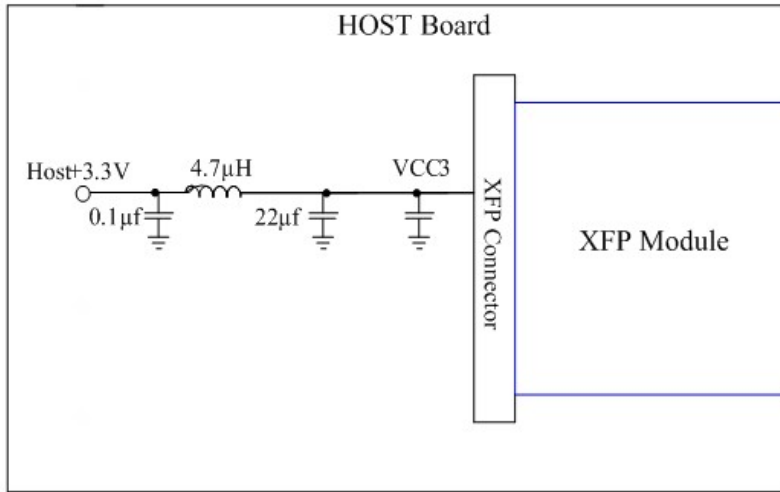 HOST Board
Host+3.3V
4.7μH
VCC3
0.1μf
22μf
XFP Connector
XFP Module